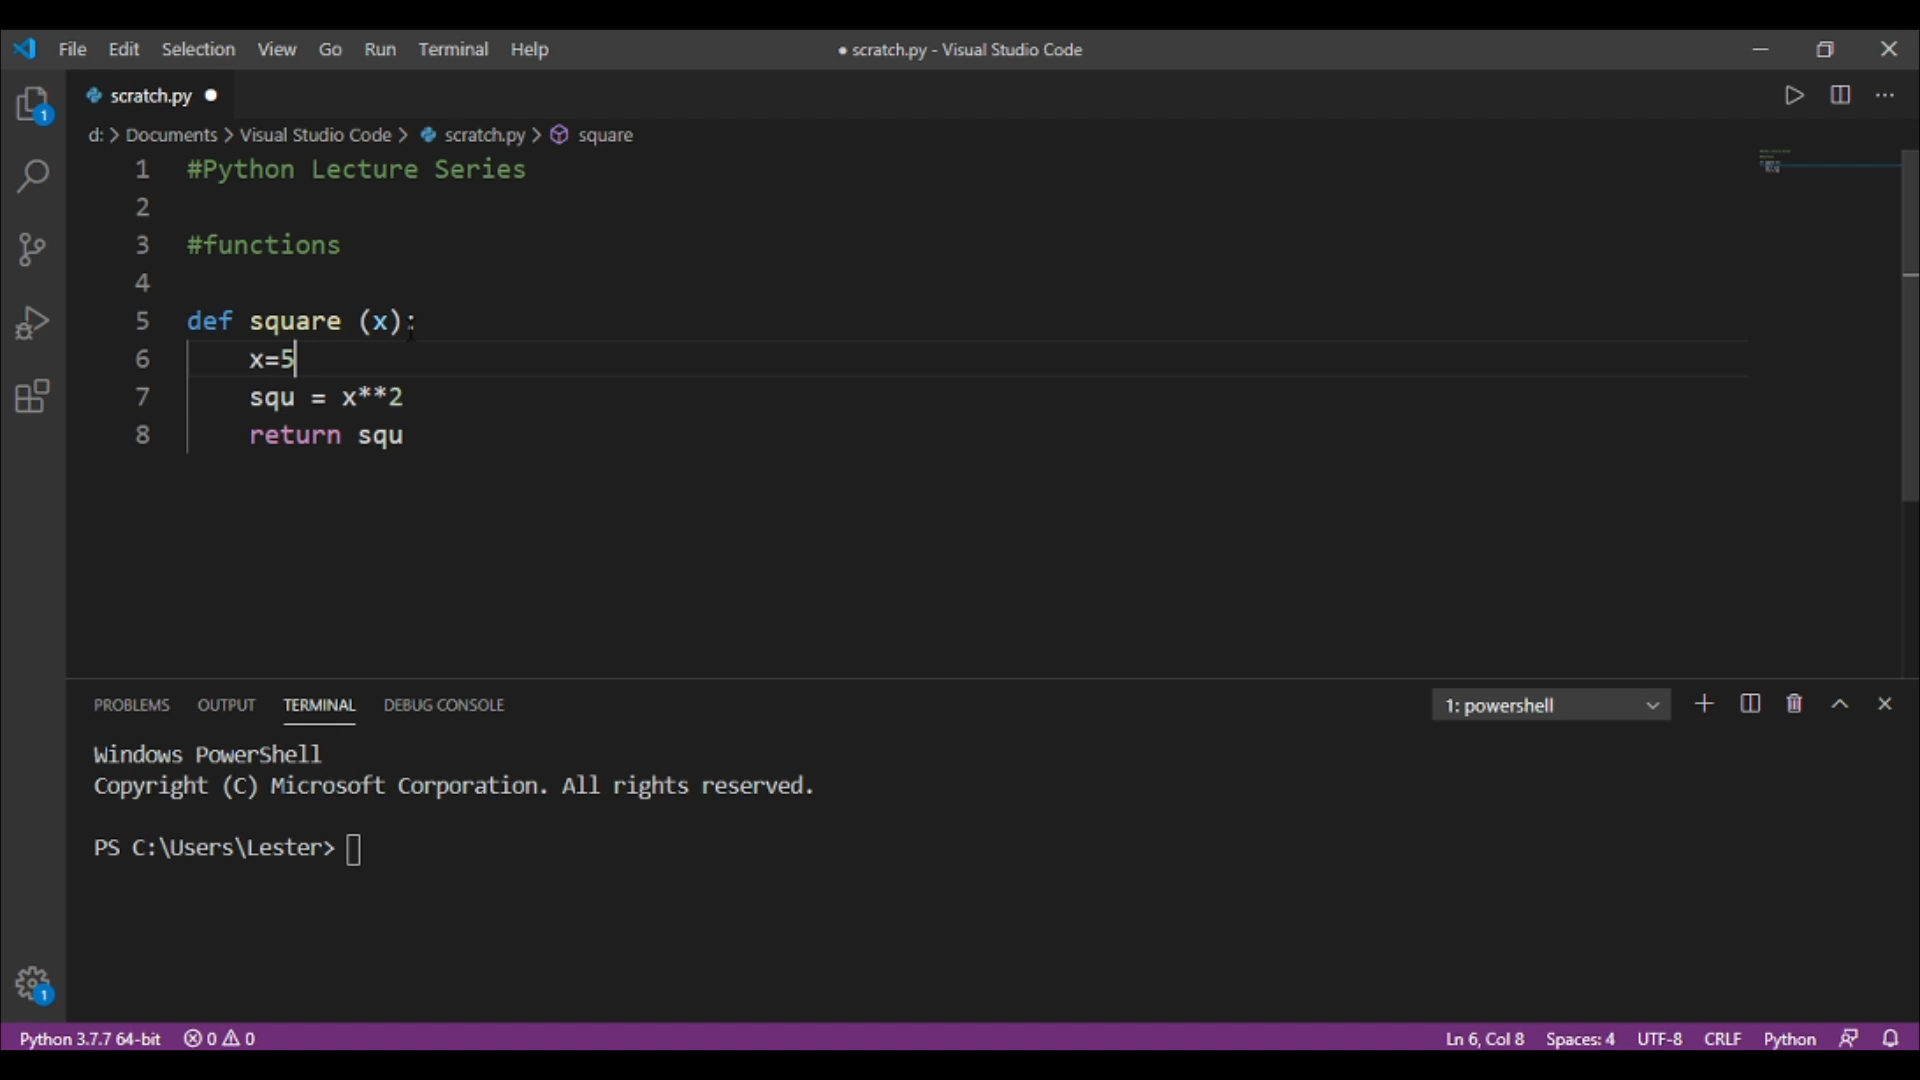 File Edit Selection View Go Run Terminal Help ● scratch.py - Visual Studio Code
scratch.py
d: > Documents > Visual Studio Code > scratch.py > square
1 #Python Lecture Series
2
3 #functions
4
5 def square (x):
6 x=5
7 squ = x**2
8 return squ
PROBLEMS OUTPUT TERMINAL DEBUG CONSOLE 1: powershell
Windows PowerShell
Copyright (C) Microsoft Corporation. All rights reserved.
PS C:\Users\Lester>
1
1
Python 3.7.7 64-bit 0 0 Ln 6, Col 8 Spaces: 4 UTF-8 CRLF Python